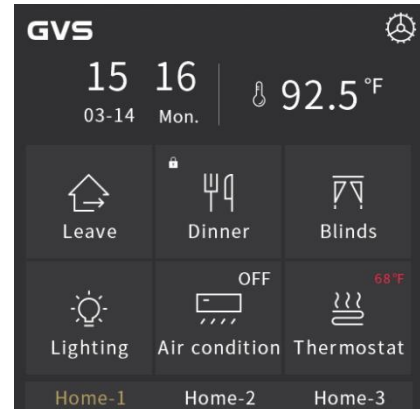 GVS
15 16
92.5 °F
03-14 Mon.
Leave Dinner Blinds
OFF 68°F
Lighting Air condition Thermostat
Home-1 Home-2 Home-3